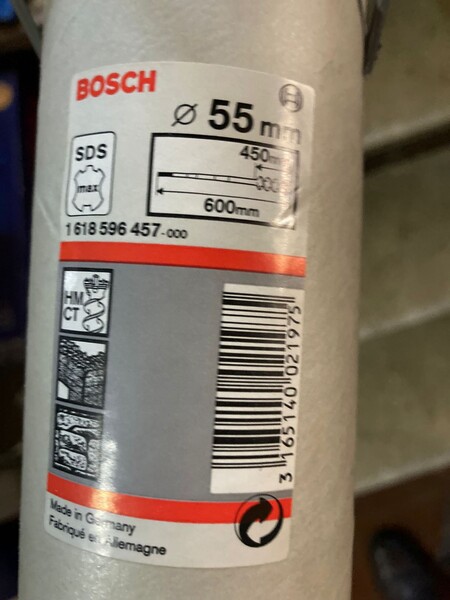 BOSCH
Ø 55 mm
SDS
max
450mm
600mm
1 618 596 457-000
HM
CT
3 165140 021975
Made in Germany
Fabriqué en Allemagne